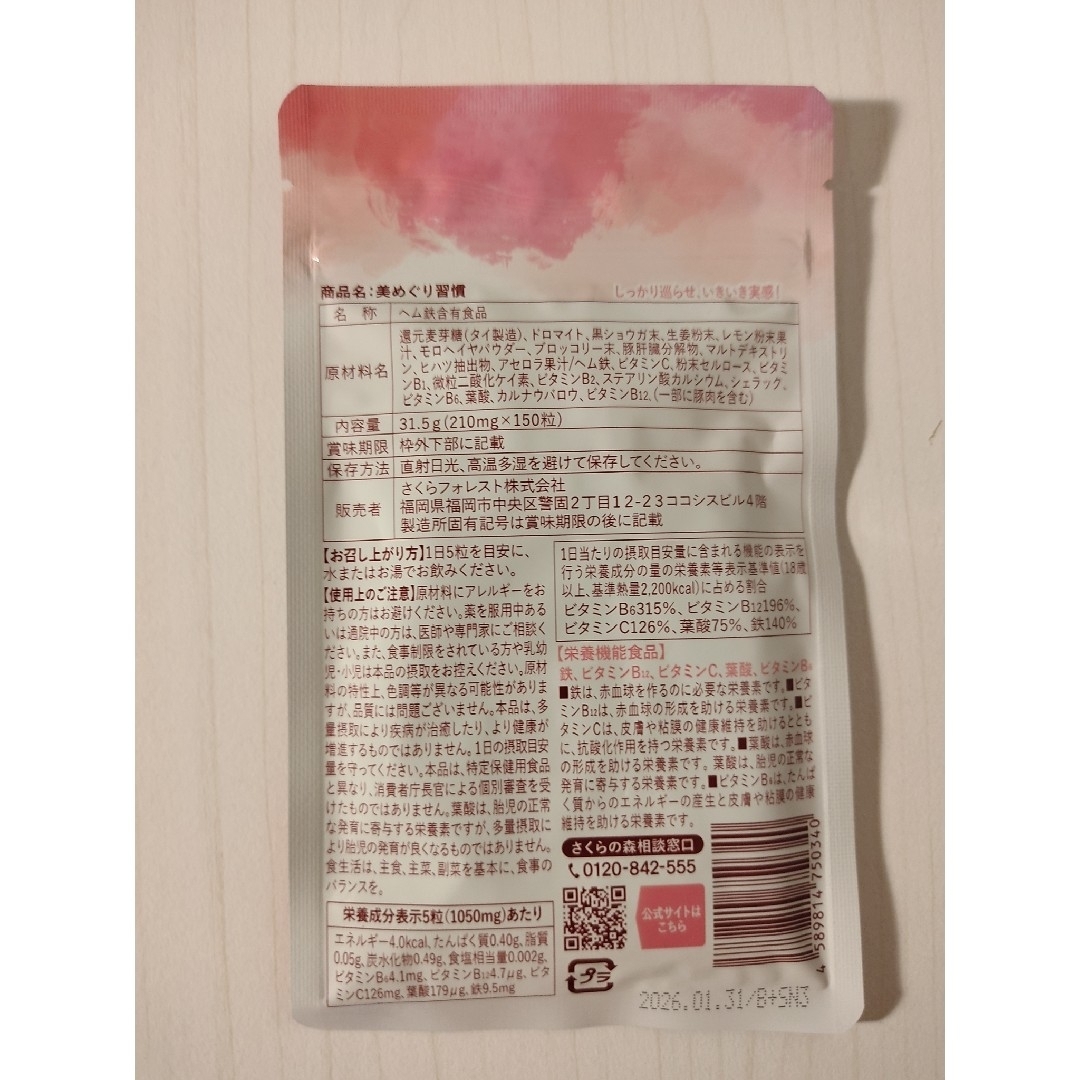 商品名:美めぐり習慣
しっかり巡らせ、いきいき実感!
名 称 ヘム鉄含有食品
原材料名
還元麦芽糖(タイ製造)、ドロマイト、黒ショウガ末、生姜粉末、レモン粉末果
汁、モロヘイヤパウダー、ブロッコリー末、豚肝臓分解物、マルトデキストリ
ン、ヒハツ抽出物、アセロラ果汁/ヘム鉄、ビタミンC、粉末セルロース、ビタミ
ンB1、微粒二酸化ケイ素、ビタミンB2、ステアリン酸カルシウム、シェラック、
ビタミンB6、葉酸、カルナウバロウ、ビタミンB12、(一部に豚肉を含む)
内容量 31.5g(210mg×150粒)
賞味期限 枠外下部に記載
保存方法 直射日光、高温多湿を避けて保存してください。
販売者
さくらフォレスト株式会社
福岡県福岡市中央区警固2丁目12-23ココシスビル4階
製造所固有記号は賞味期限の後に記載
【お召し上がり方】1日5粒を目安に、
水またはお湯でお飲みください。
【使用上のご注意】原材料にアレルギーをお
持ちの方はお避けください。薬を服用中ある
いは通院中の方は、医師や専門家にご相談く
ださい。また、食事制限をされている方や乳幼
児・小児は本品の摂取をお控えください。原材
料の特性上、色調等が異なる可能性がありま
すが、品質には問題ございません。本品は、多
量摂取により疾病が治癒したり、より健康が
増進するものではありません。1日の摂取目安
量を守ってください。本品は、特定保健用食品
と異なり、消費者庁長官による個別審査を受
けたものではありません。葉酸は、胎児の正常
な発育に寄与する栄養素ですが、多量摂取によ
り胎児の発育が良くなるものではありません。
食生活は、主食、主菜、副菜を基本に、食事の
バランスを。
栄養成分表示5粒(1050mg)あたり
エネルギー4.0kcal、たんぱく質0.40g、脂質
0.05g、炭水化物0.49g、食塩相当量0.002g、
ビタミンB6 4.1mg、ビタミンB12 4.7μg、ビタ
ミンC126mg、葉酸179μg、鉄9.5mg
1日当たりの摂取目安量に含まれる機能の表示を
行う栄養成分の量の栄養素等表示基準値(18歳
以上、基準熱量2,200kcal)に占める割合
ビタミンB6 315%、ビタミンB12 196%、
ビタミンC126%、葉酸75%、鉄140%
【栄養機能食品】
鉄、ビタミンB12、ビタミンC、葉酸、ビタミンB6
■鉄は、赤血球を作るのに必要な栄養素です。■ビタ
ミンB12は、赤血球の形成を助ける栄養素です。■ビ
タミンCは、皮膚や粘膜の健康維持を助けるととも
に、抗酸化作用を持つ栄養素です。■葉酸は、赤血球
の形成を助ける栄養素です。葉酸は、胎児の正常な
発育に寄与する栄養素です。■ビタミンB6は、たんぱ
く質からのエネルギーの産生と皮膚や粘膜の健康
維持を助ける栄養素です。
さくらの森相談窓口
0120-842-555
公式サイトは
こちら
プラ
4 589814 750340
2026.01.31/B+SN3